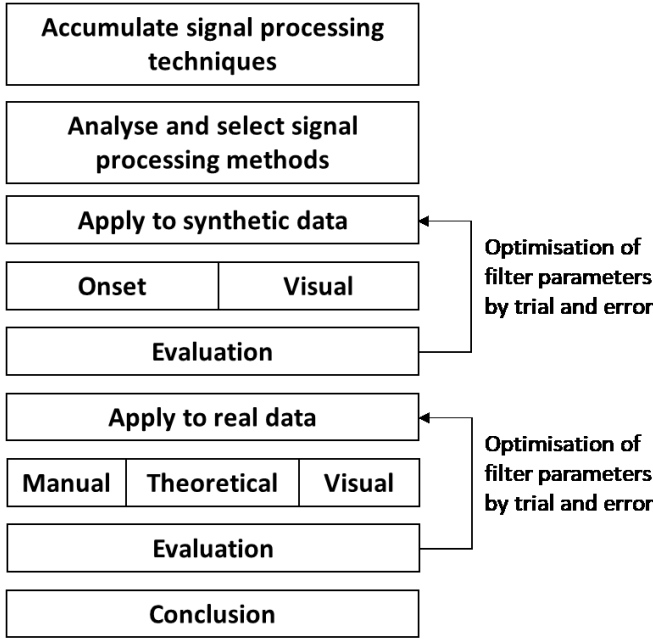 Accumulate signal processing
techniques
Analyse and select signal
processing methods
Apply to synthetic data
Onset Visual
Evaluation
Optimisation of
filter parameters
by trial and error
Apply to real data
Manual Theoretical Visual
Evaluation
Optimisation of
filter parameters
by trial and error
Conclusion